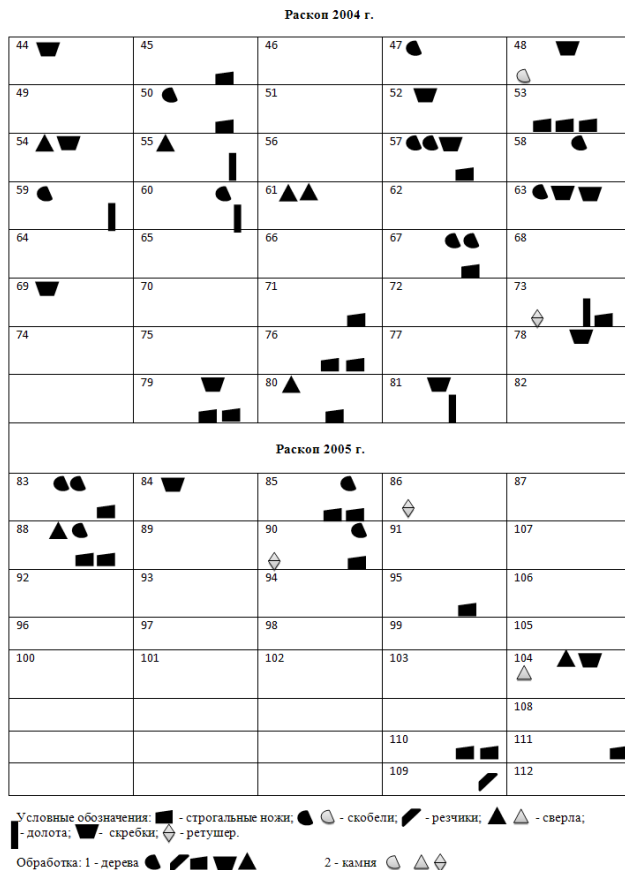 Раскоп 2004 г.
44 45 46 47 48
49 50 51 52 53
54 55 56 57 58
59 60 61 62 63
64 65 66 67 68
69 70 71 72 73
74 75 76 77 78
79 80 81 82
Раскоп 2005 г.
83 84 85 86 87
88 89 90 91 107
92 93 94 95 106
96 97 98 99 105
100 101 102 103 104
108
110 111
109 112
Условные обозначения: - строгальные ножи; - скобели; - резчики; - сверла;
- долота; - скребки; - ретушер.
Обработка: 1 - дерева 2 - камня